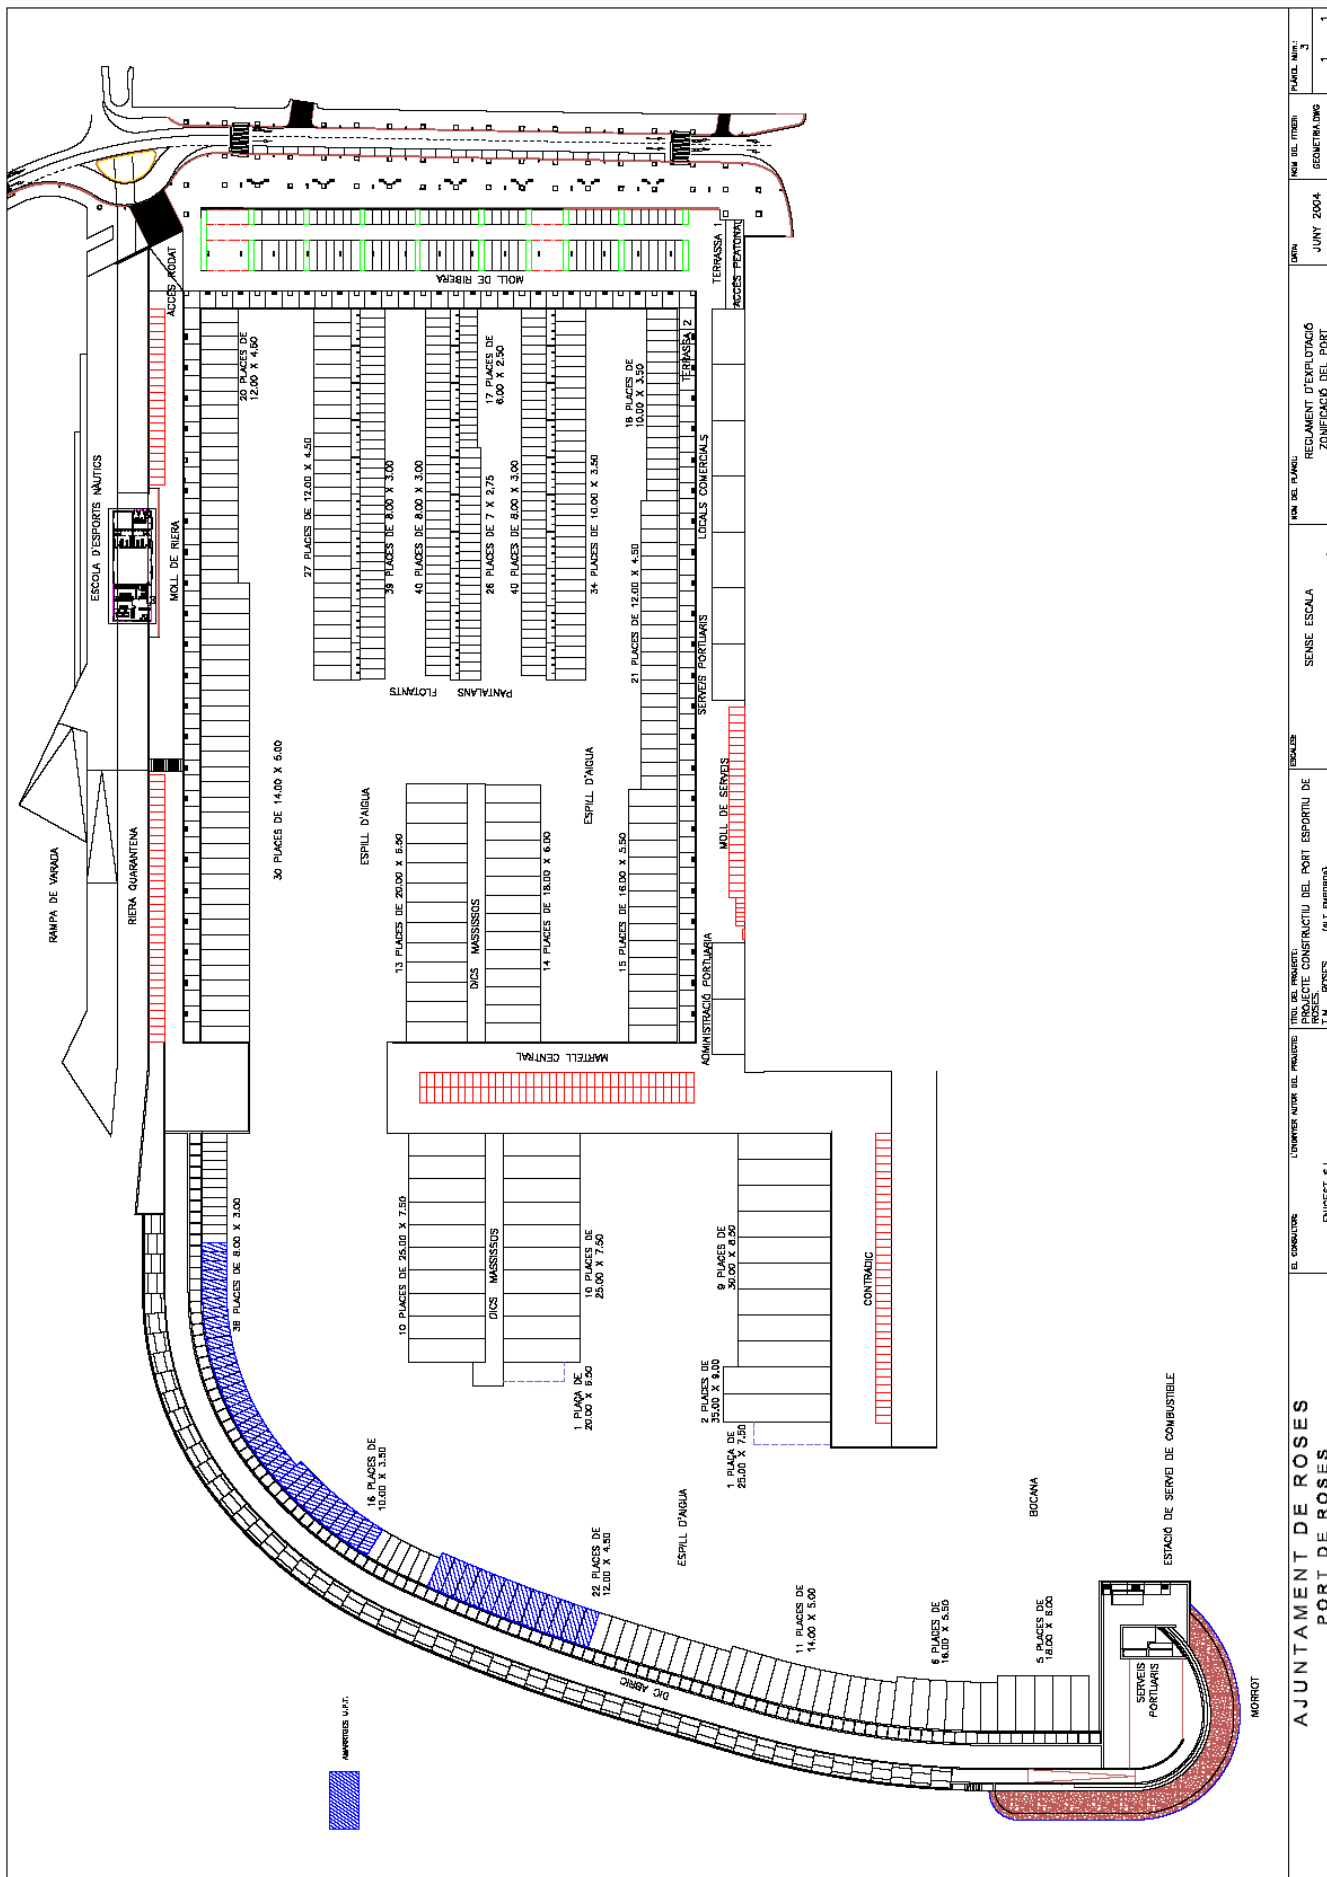 RAMPA DE VARADA
RIERA QUARANTENA
ESCOLA D'ESPORTS NÀUTICS
MOLL DE RIERA
ACCÉS RODAT
20 PLACES DE
12.00 X 4.50
MOLL DE RIBERA
TERRASSA 1
ACCÉS PEATONAL
TERRASSA 2
27 PLACES DE 12.00 X 4.50
39 PLACES DE 8.00 X 3.00
40 PLACES DE 8.00 X 3.00
17 PLACES DE
6.00 X 2.50
26 PLACES DE 7 X 2,75
40 PLACES DE 8.00 X 3.00
34 PLACES DE 10.00 X 3.50
18 PLACES DE
10.00 X 3.50
21 PLACES DE 12.00 X 4.50
PANTALANS
FLOTANTS
LOCALS COMERCIALS
SERVEIS PORTUARIS
MOLL DE SERVEIS
ADMINISTRACIÓ PORTUARIA
30 PLACES DE 14.00 X 5.00
ESPILL D'AIGUA
ESPILL D'AIGUA
13 PLACES DE 20.00 X 6.50
DICS MASSISSOS
14 PLACES DE 18.00 X 6.00
15 PLACES DE 16.00 X 5.50
MARTELL CENTRAL
38 PLACES DE 8.00 X 3.00
10 PLACES DE 25.00 X 7.50
DICS MASSISSOS
10 PLACES DE
25.00 X 7.50
1 PLAÇA DE
20.00 X 6.50
9 PLACES DE
30.00 X 8.50
2 PLACES DE
35.00 X 9.00
1 PLAÇA DE
25.00 X 7.50
CONTRADIC
16 PLACES DE
10.00 X 3.50
22 PLACES DE
12.00 X 4.50
ESPILL D'AIGUA
11 PLACES DE
14.00 X 5.00
6 PLACES DE
16.00 X 5.50
5 PLACES DE
18.00 X 6.00
DIC ABRIC
BOCANA
ESTACIÓ DE SERVEI DE COMBUSTIBLE
SERVEIS
PORTUARIS
MORROT
AMARRATGES U.P.T.
AJUNTAMENT DE ROSES
PORT DE ROSES
EL CONSULTOR:
L'ENGINYER AUTOR DEL PROJECTE:
TÍTOL DEL PROJECTE:
PROJECTE CONSTRUCTIU DEL PORT ESPORTIU DE
ROSES.
T.M. ROSES
ESCALES:
SENSE ESCALA
NOM DEL PLÀNOL:
REGLAMENT D'EXPLOTACIÓ
ZONIFICACIÓ DEL PORT
DATA:
JUNY 2004
NOM DEL FITXER:
GEOMETRIA.DWG
PLÀNOL NÚM.:
3
1 1